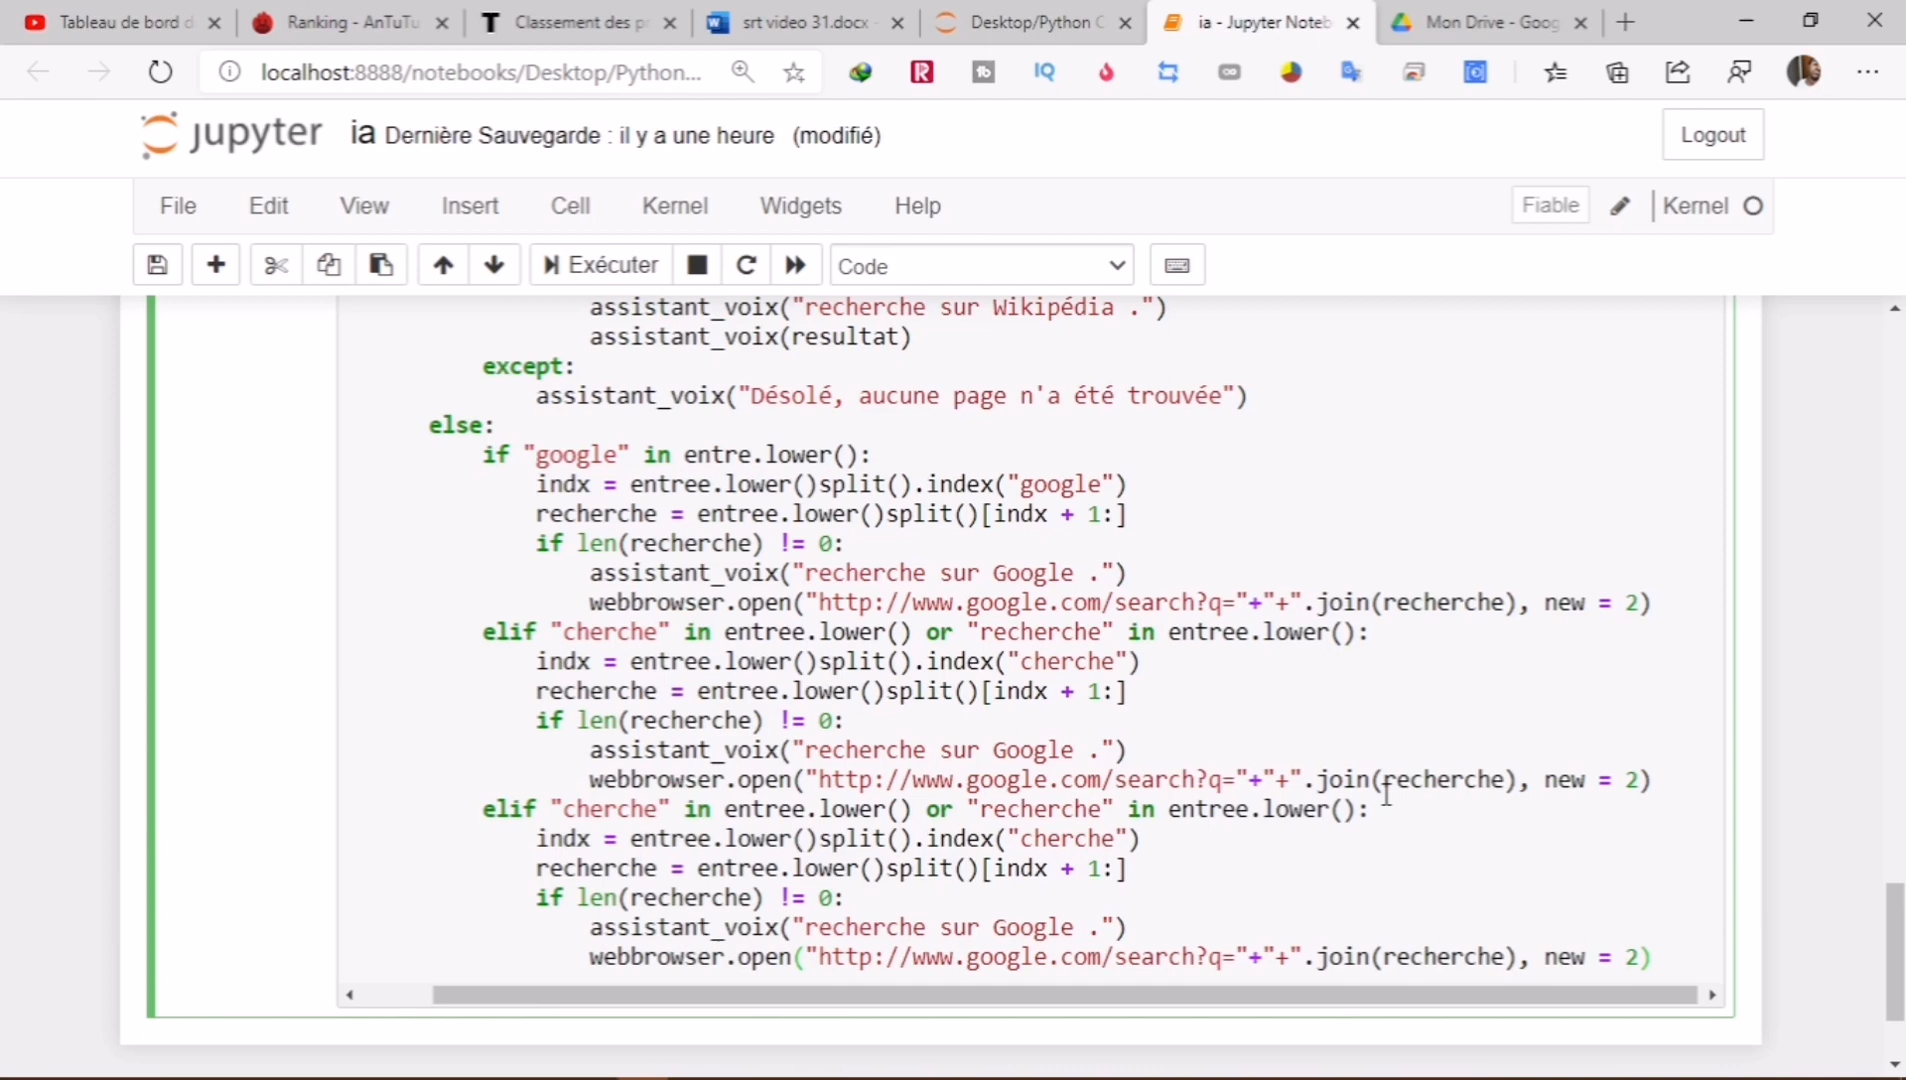 Tableau de bord d
Ranking - AnTuTu
Classement des pr
srt video 31.docx -
Desktop/Python C
ia - Jupyter Noteb
Mon Drive - Goog
localhost:8888/notebooks/Desktop/Python...
jupyter ia Dernière Sauvegarde : il y a une heure (modifié)
Logout
File Edit View Insert Cell Kernel Widgets Help
Fiable
Kernel
Exécuter
Code
assistant_voix("recherche sur Wikipédia .")
assistant_voix(resultat)
except:
assistant_voix("Désolé, aucune page n'a été trouvée")
else:
if "google" in entre.lower():
indx = entree.lower()split().index("google")
recherche = entree.lower()split()[indx + 1:]
if len(recherche) != 0:
assistant_voix("recherche sur Google .")
webbrowser.open("http://www.google.com/search?q="+"+".join(recherche), new = 2)
elif "cherche" in entree.lower() or "recherche" in entree.lower():
indx = entree.lower()split().index("cherche")
recherche = entree.lower()split()[indx + 1:]
if len(recherche) != 0:
assistant_voix("recherche sur Google .")
webbrowser.open("http://www.google.com/search?q="+"+".join(recherche), new = 2)
elif "cherche" in entree.lower() or "recherche" in entree.lower():
indx = entree.lower()split().index("cherche")
recherche = entree.lower()split()[indx + 1:]
if len(recherche) != 0:
assistant_voix("recherche sur Google .")
webbrowser.open("http://www.google.com/search?q="+"+".join(recherche), new = 2)